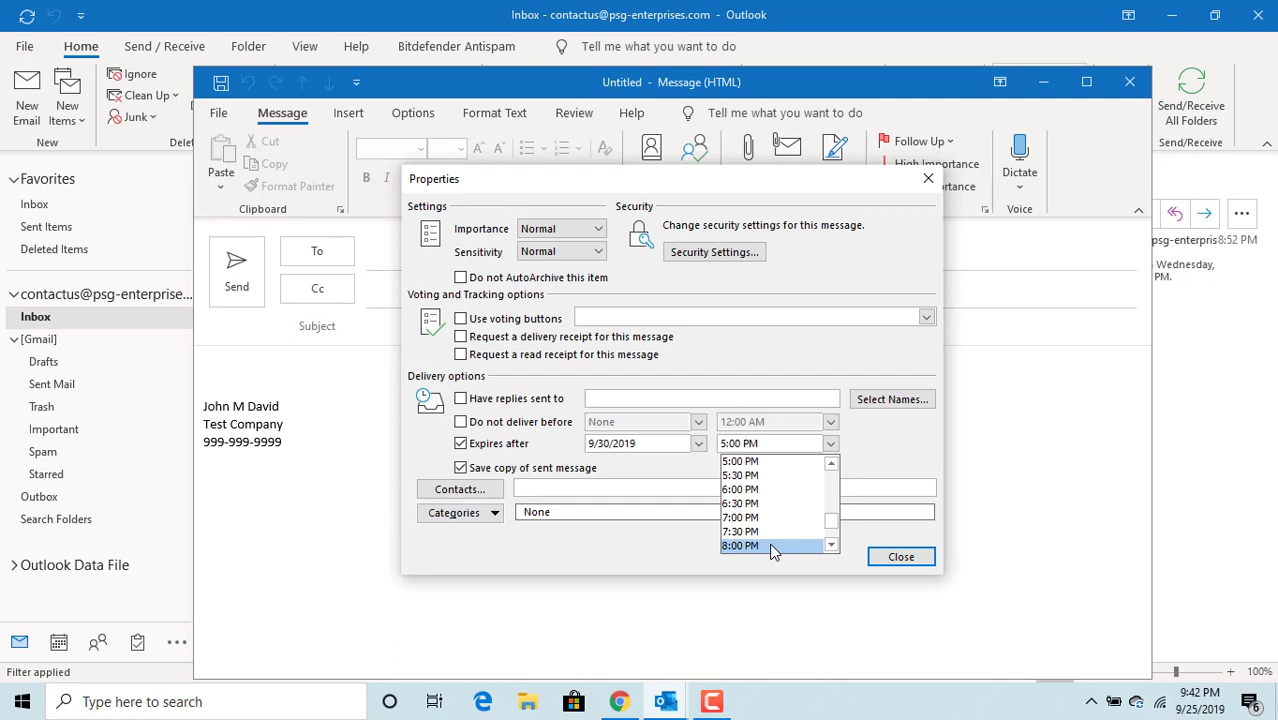 Inbox - contactus@psg-enterprises.com - Outlook
File Home Send / Receive Folder View Help Bitdefender Antispam Tell me what you want to do
New Email
New Items
Ignore
Clean Up
Junk
New
Send/Receive All Folders
Send/Receive
Untitled - Message (HTML)
File Message Insert Options Format Text Review Help Tell me what you want to do
Paste
Cut
Copy
Format Painter
Clipboard
B I
Follow Up
High Importance
Dictate
Voice
Favorites
Inbox
Sent Items
Deleted Items
contactus@psg-enterprise...
Inbox
[Gmail]
Drafts
Sent Mail
Trash
Important
Spam
Starred
Outbox
Search Folders
Outlook Data File
Send
To
Cc
Subject
John M David
Test Company
999-999-9999
psg-enterpris 8:52 PM
Wednesday,
PM.
Properties
Settings
Importance Normal
Sensitivity Normal
Do not AutoArchive this item
Security
Change security settings for this message.
Security Settings...
Voting and Tracking options
Use voting buttons
Request a delivery receipt for this message
Request a read receipt for this message
Delivery options
Have replies sent to Select Names...
Do not deliver before None 12:00 AM
Expires after 9/30/2019 5:00 PM
Save copy of sent message
5:00 PM
5:30 PM
6:00 PM
6:30 PM
7:00 PM
7:30 PM
8:00 PM
Contacts...
Categories None
Close
Filter applied 100%
Type here to search
9:42 PM
9/25/2019
6